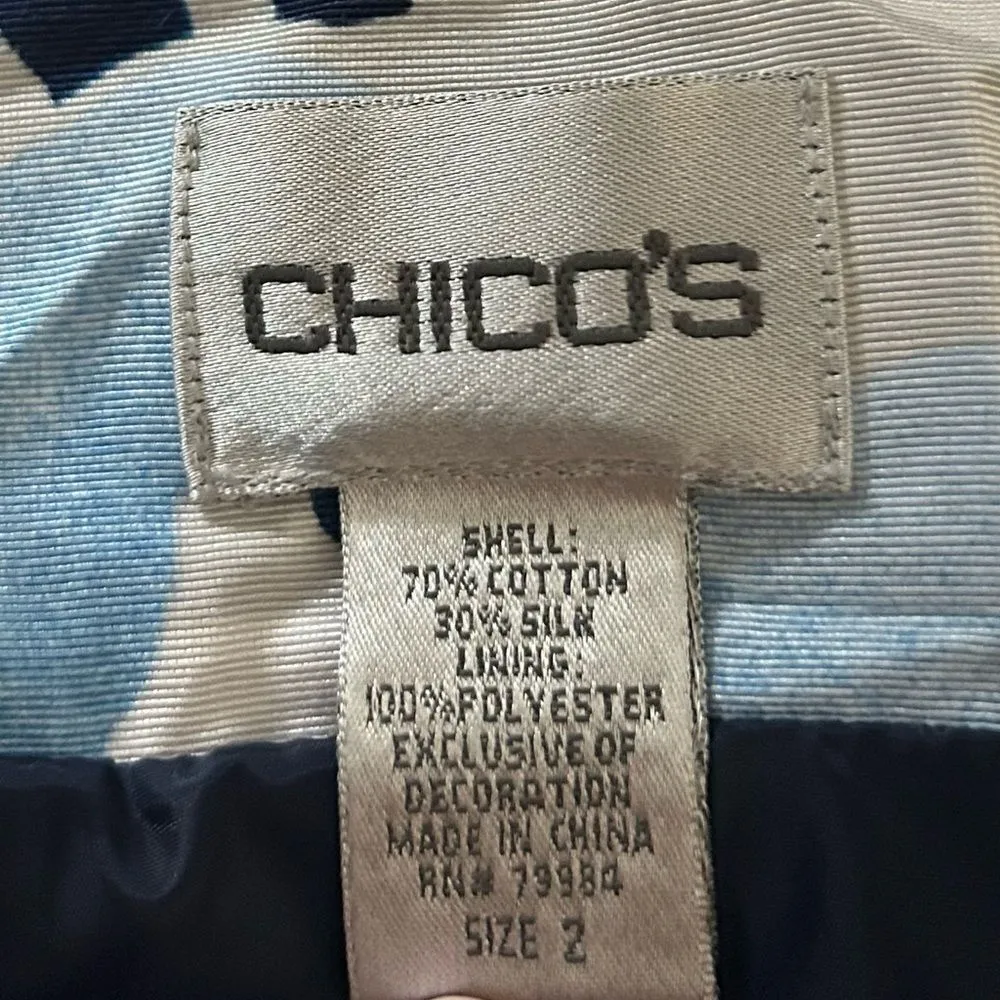 CHICO'S
SHELL:
70% COTTON
30% SILK
LINING:
100%POLYESTER
EXCLUSIVE OF
DECORATION
MADE IN CHINA
RN# 79984
SIZE 2